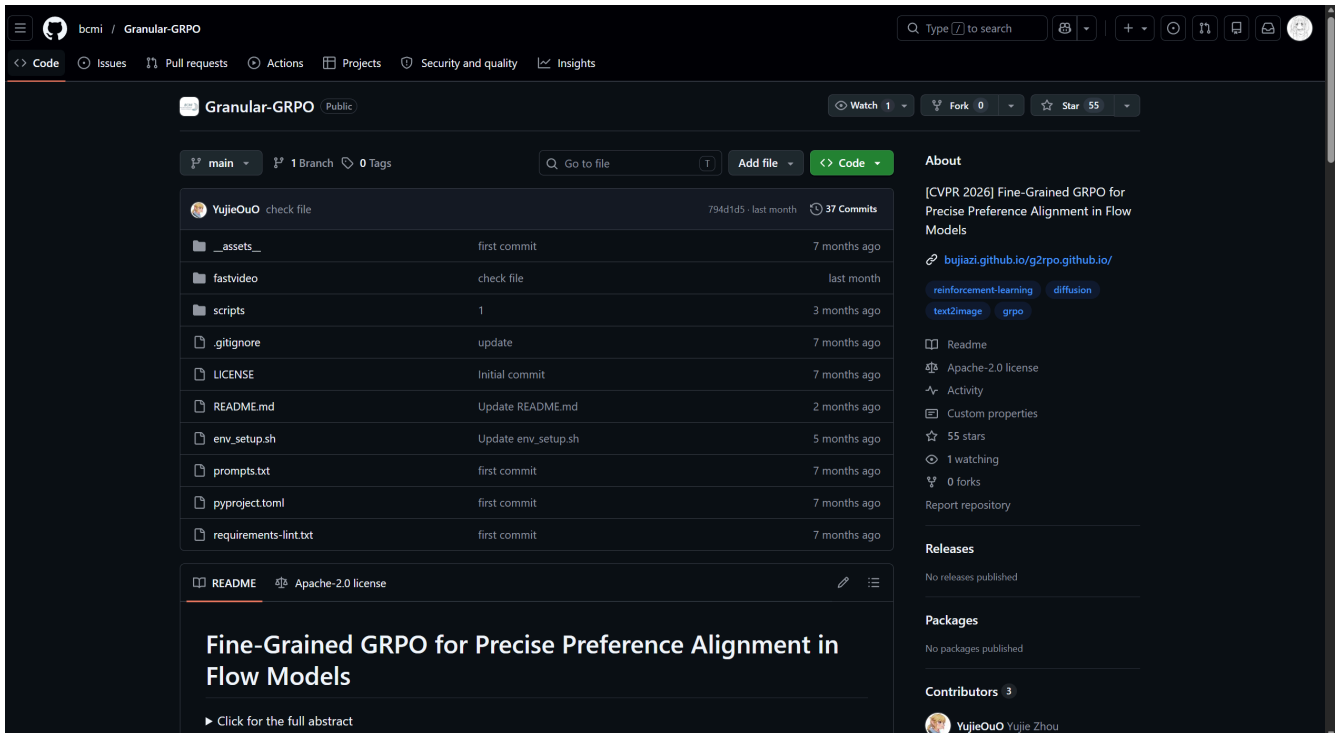 bcmi / Granular-GRPO
Type / to search
Code Issues Pull requests Actions Projects Security and quality Insights
Granular-GRPO Public
Watch 1 Fork 0 Star 55
main 1 Branch 0 Tags
Go to file T
Add file
Code
YujieOuO check file 794d1d5 · last month 37 Commits
__assets__ first commit 7 months ago
fastvideo check file last month
scripts 1 3 months ago
.gitignore update 7 months ago
LICENSE Initial commit 7 months ago
README.md Update README.md 2 months ago
env_setup.sh Update env_setup.sh 5 months ago
prompts.txt first commit 7 months ago
pyproject.toml first commit 7 months ago
requirements-lint.txt first commit 7 months ago
README Apache-2.0 license
Fine-Grained GRPO for Precise Preference Alignment in
Flow Models
Click for the full abstract
About
[CVPR 2026] Fine-Grained GRPO for
Precise Preference Alignment in Flow
Models
bujiazi.github.io/g2rpo.github.io/
reinforcement-learning diffusion
text2image grpo
Readme
Apache-2.0 license
Activity
Custom properties
55 stars
1 watching
0 forks
Report repository
Releases
No releases published
Packages
No packages published
Contributors 3
YujieOuO Yujie Zhou